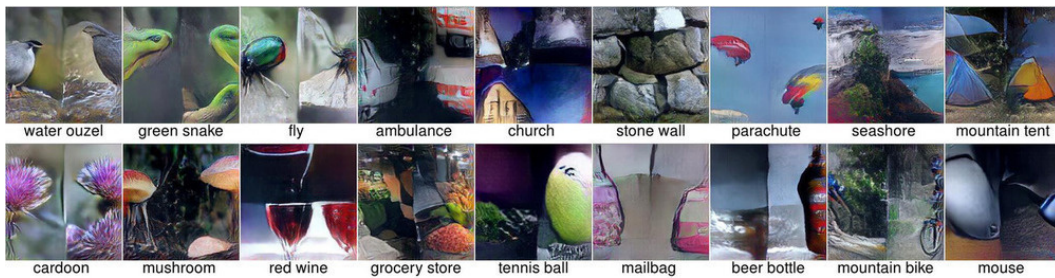 water ouzel green snake fly ambulance church stone wall parachute seashore mountain tent
cardoon mushroom red wine grocery store tennis ball mailbag beer bottle mountain bike mouse